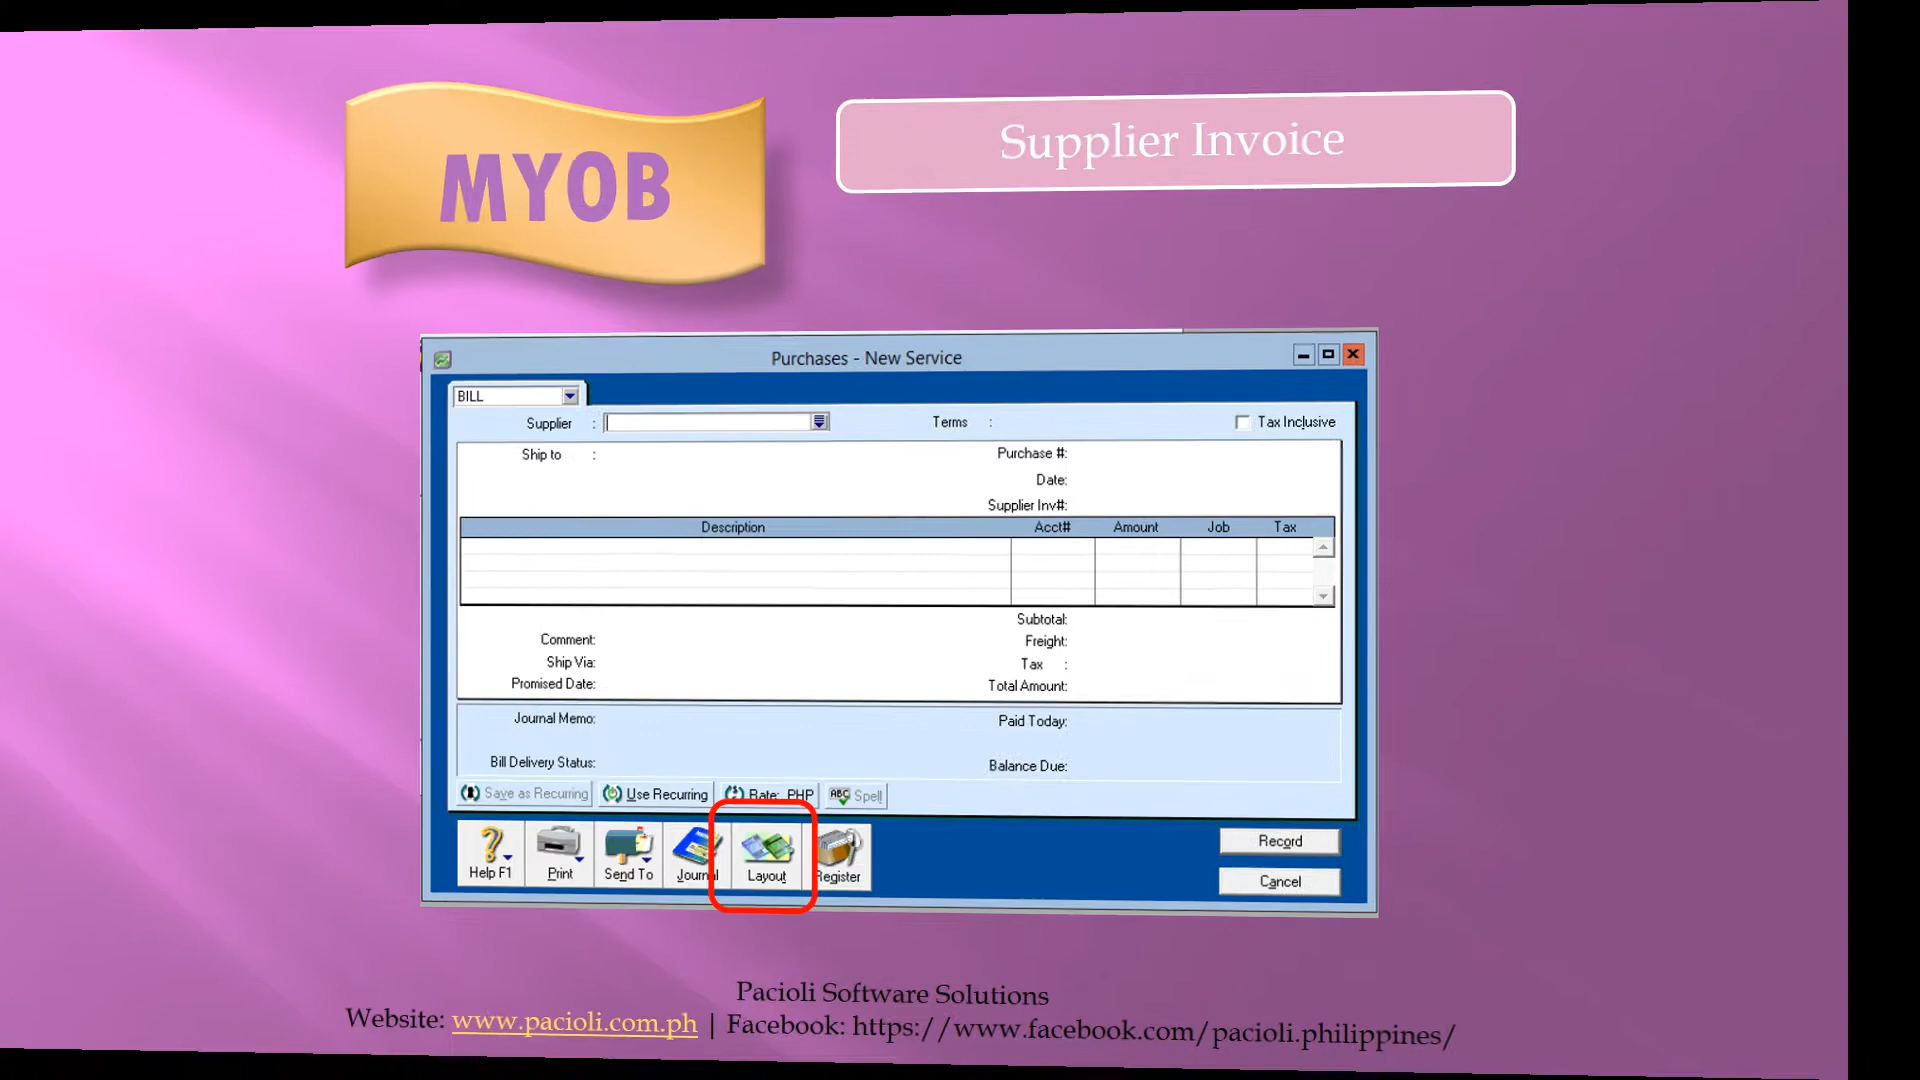 MYOB
Supplier Invoice
Purchases - New Service
BILL
Supplier :
Terms :
Tax Inclusive
Ship to :
Purchase #:
Date:
Supplier Inv#:
Description Acct# Amount Job Tax
Subtotal:
Comment:
Freight:
Ship Via:
Tax :
Promised Date:
Total Amount:
Journal Memo:
Paid Today:
Bill Delivery Status:
Balance Due:
Save as Recurring Use Recurring Rate: PHP ABC Spell
Help F1 Print Send To Journal Layout Register
Record
Cancel
Pacioli Software Solutions
Website: www.pacioli.com.ph | Facebook: https://www.facebook.com/pacioli.philippines/